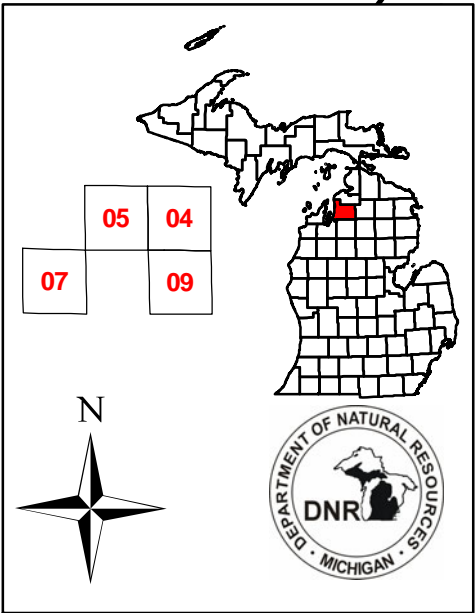 05 04
07 09
N
DEPARTMENT OF NATURAL RESOURCES
DNR
MICHIGAN